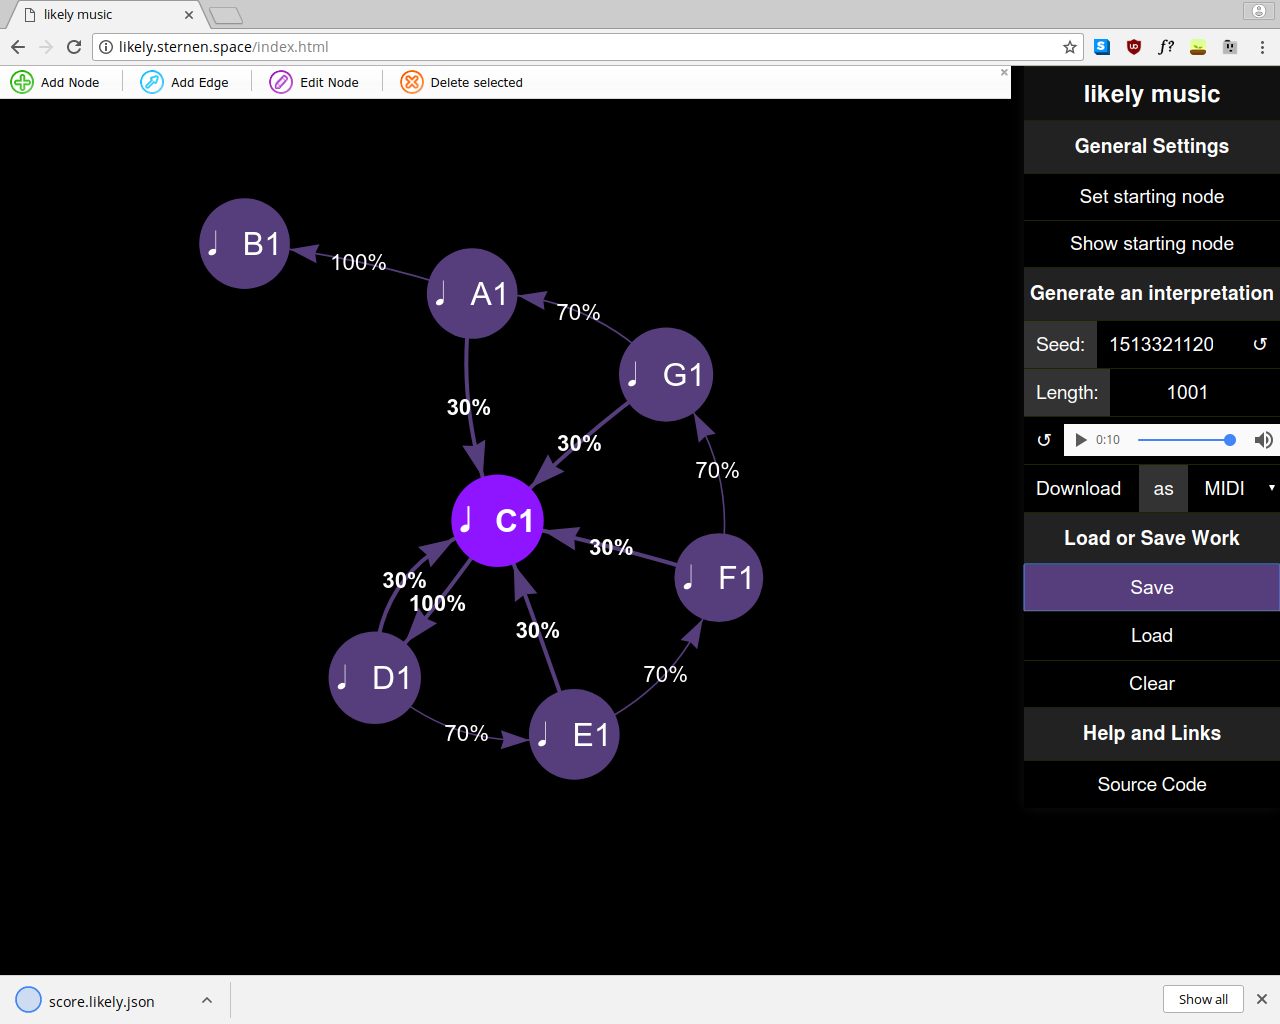 likely music
likely.sternen.space/index.html
f?
Add Node
Add Edge
Edit Node
Delete selected
♩ B1
100%
♩ A1
70%
♩ G1
30%
30%
70%
♩ C1
30%
♩ F1
30%
100%
30%
70%
♩ D1
70%
♩ E1
likely music
General Settings
Set starting node
Show starting node
Generate an interpretation
Seed: 1513321120 ↺
Length: 1001
↺ 0:10
Download as MIDI
Load or Save Work
Save
Load
Clear
Help and Links
Source Code
score.likely.json
Show all